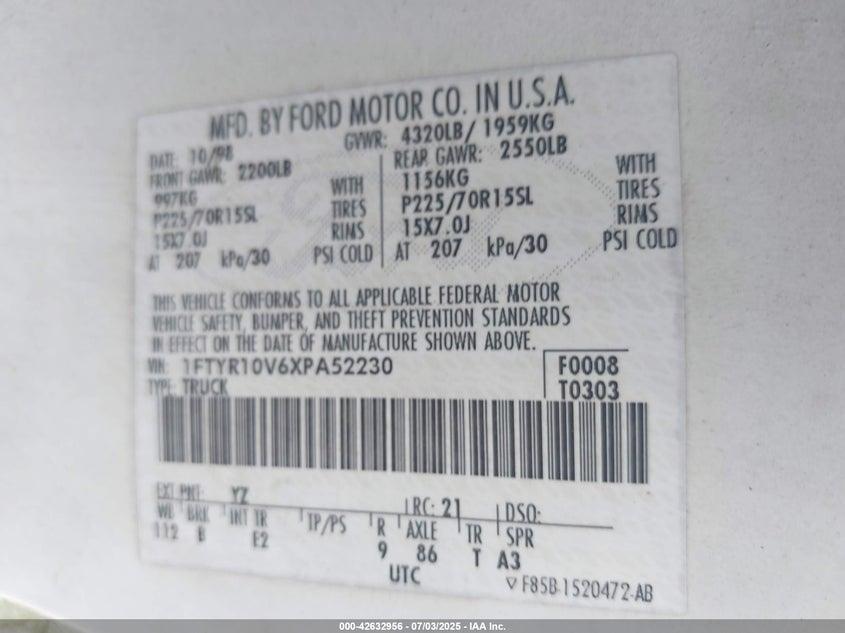 MFD. BY FORD MOTOR CO. IN U.S.A.
DATE: 10/98 GVWR: 4320LB/ 1959KG
FRONT GAWR: 2200LB REAR GAWR: 2550LB
997KG WITH 1156KG WITH
P225/70R15SL TIRES P225/70R15SL TIRES
15X7.0J RIMS 15X7.0J RIMS
AT 207 kPa/30 PSI COLD AT 207 kPa/30 PSI COLD
THIS VEHICLE CONFORMS TO ALL APPLICABLE FEDERAL MOTOR
VEHICLE SAFETY, BUMPER, AND THEFT PREVENTION STANDARDS
IN EFFECT ON THE DATE OF MANUFACTURE SHOWN ABOVE.
VIN: 1FTYR10V6XPA52230 F0008
TYPE: TRUCK T0303
EXT PNT: YZ RC: 21 DSO:
WB BRK INT TR TP/PS R AXLE TR SPR
112 B E2 9 86 T A3
UTC
▽ F85B-1520472-AB
000-42632956 - 07/03/2025 - IAA Inc.